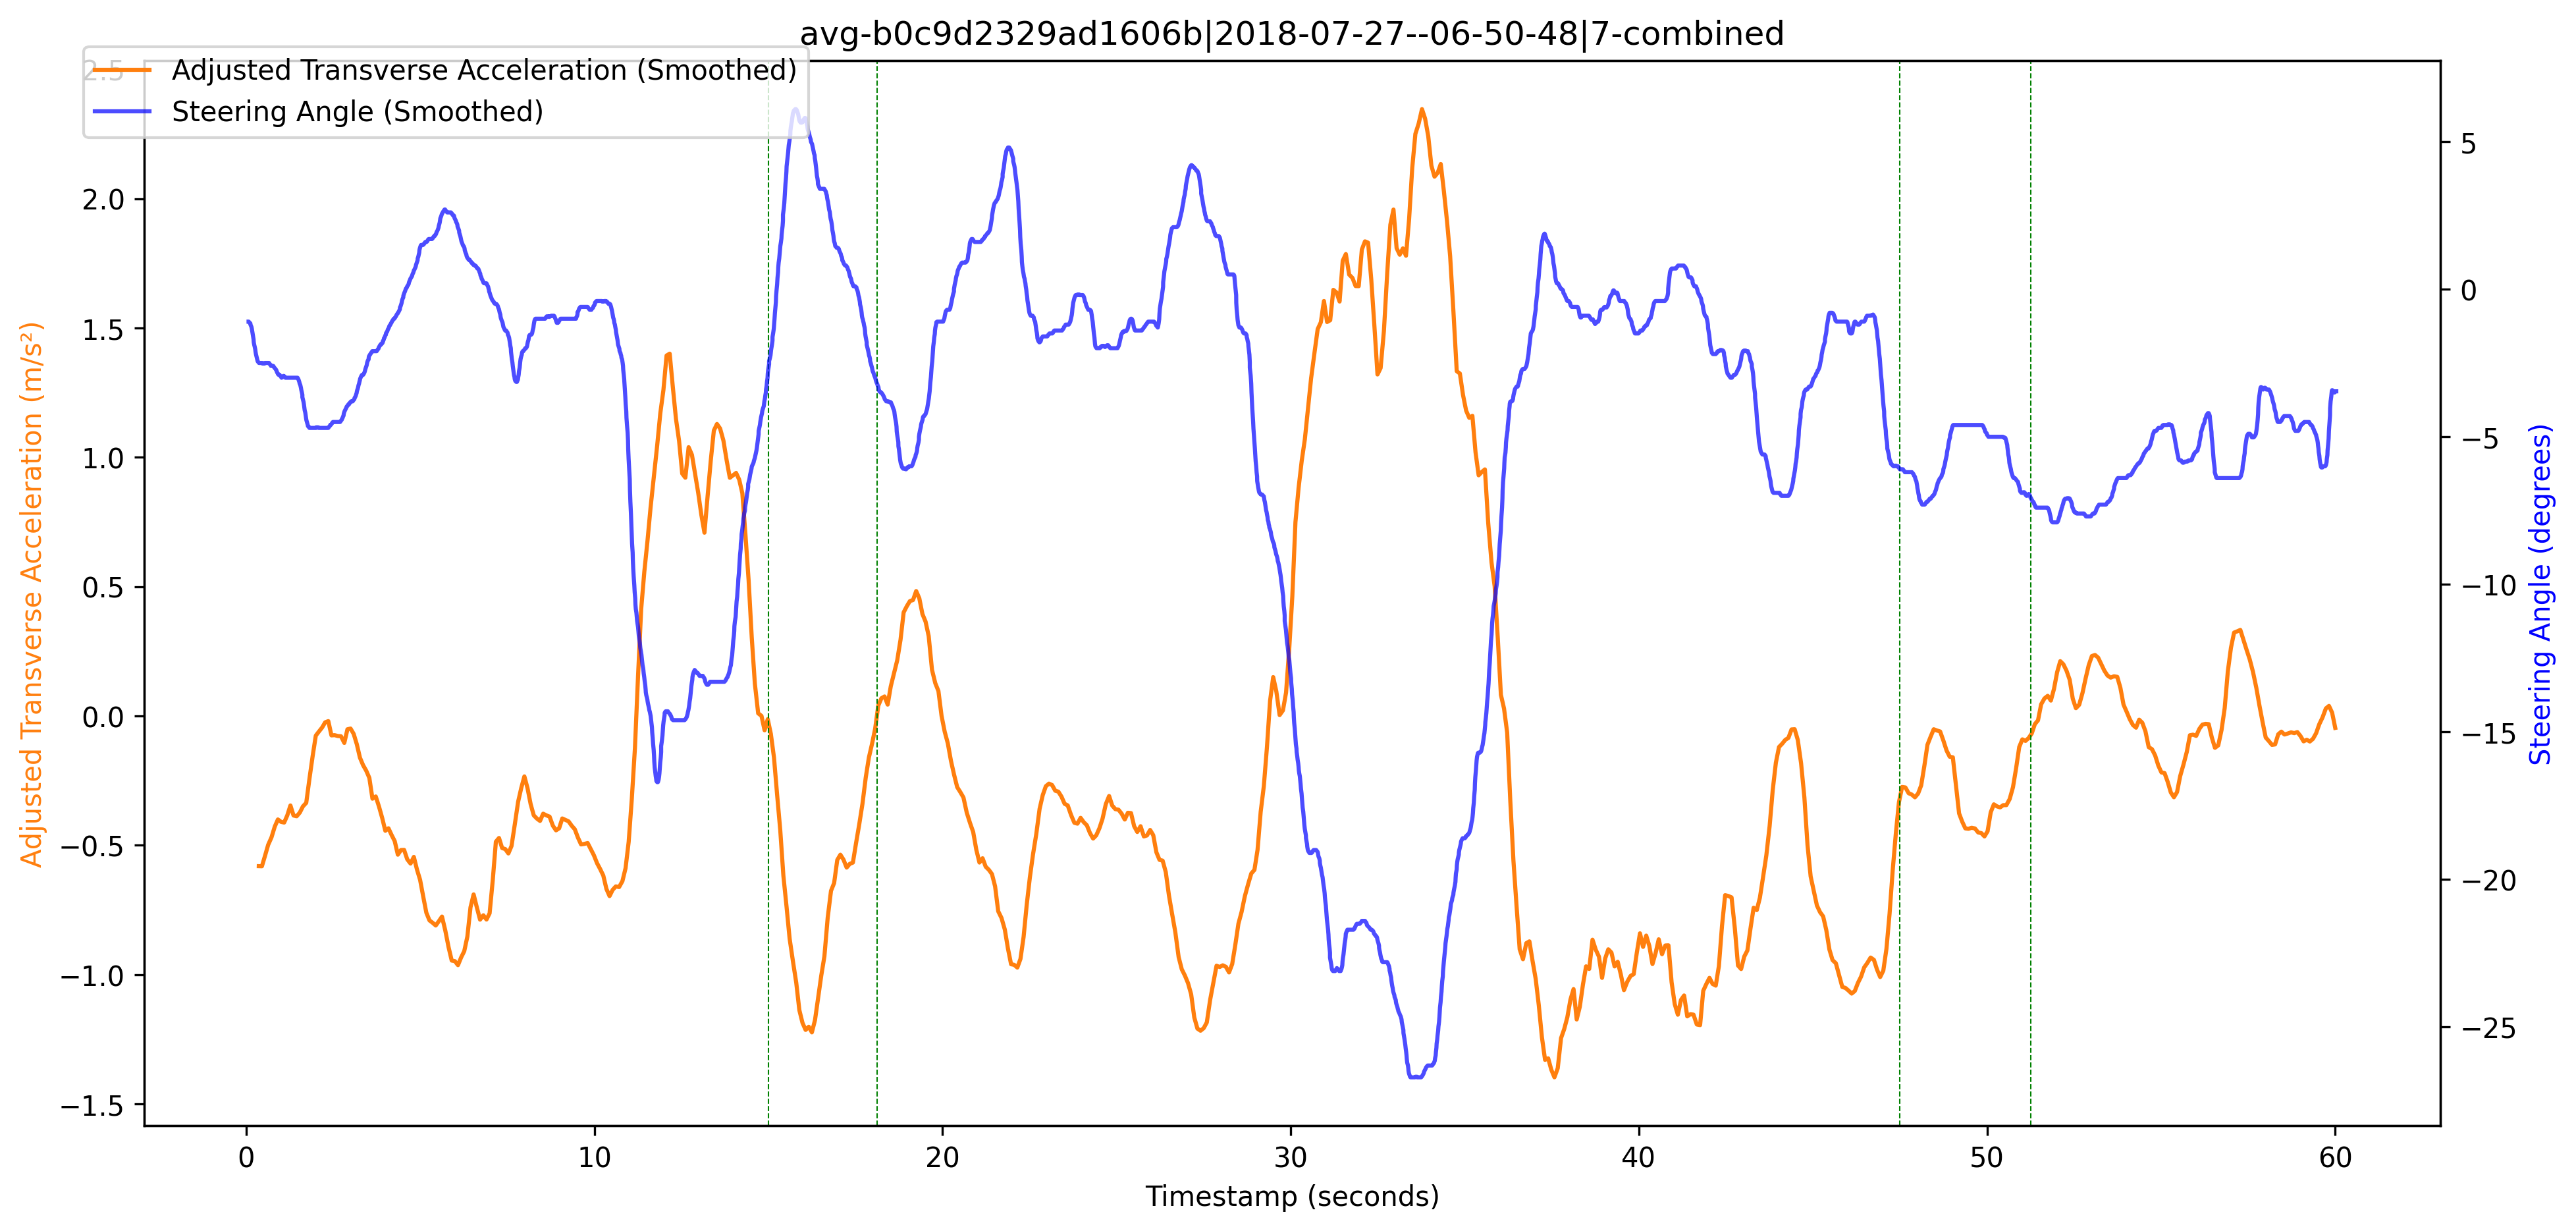 avg-b0c9d2329ad1606b|2018-07-27--06-50-48|7-combined
Adjusted Transverse Acceleration (Smoothed)
Steering Angle (Smoothed)
Adjusted Transverse Acceleration (m/s²)
2.5
2.0
1.5
1.0
0.5
0.0
−0.5
−1.0
−1.5
5
0
−5
−10
−15
−20
−25
Steering Angle (degrees)
0 10 20 30 40 50 60
Timestamp (seconds)